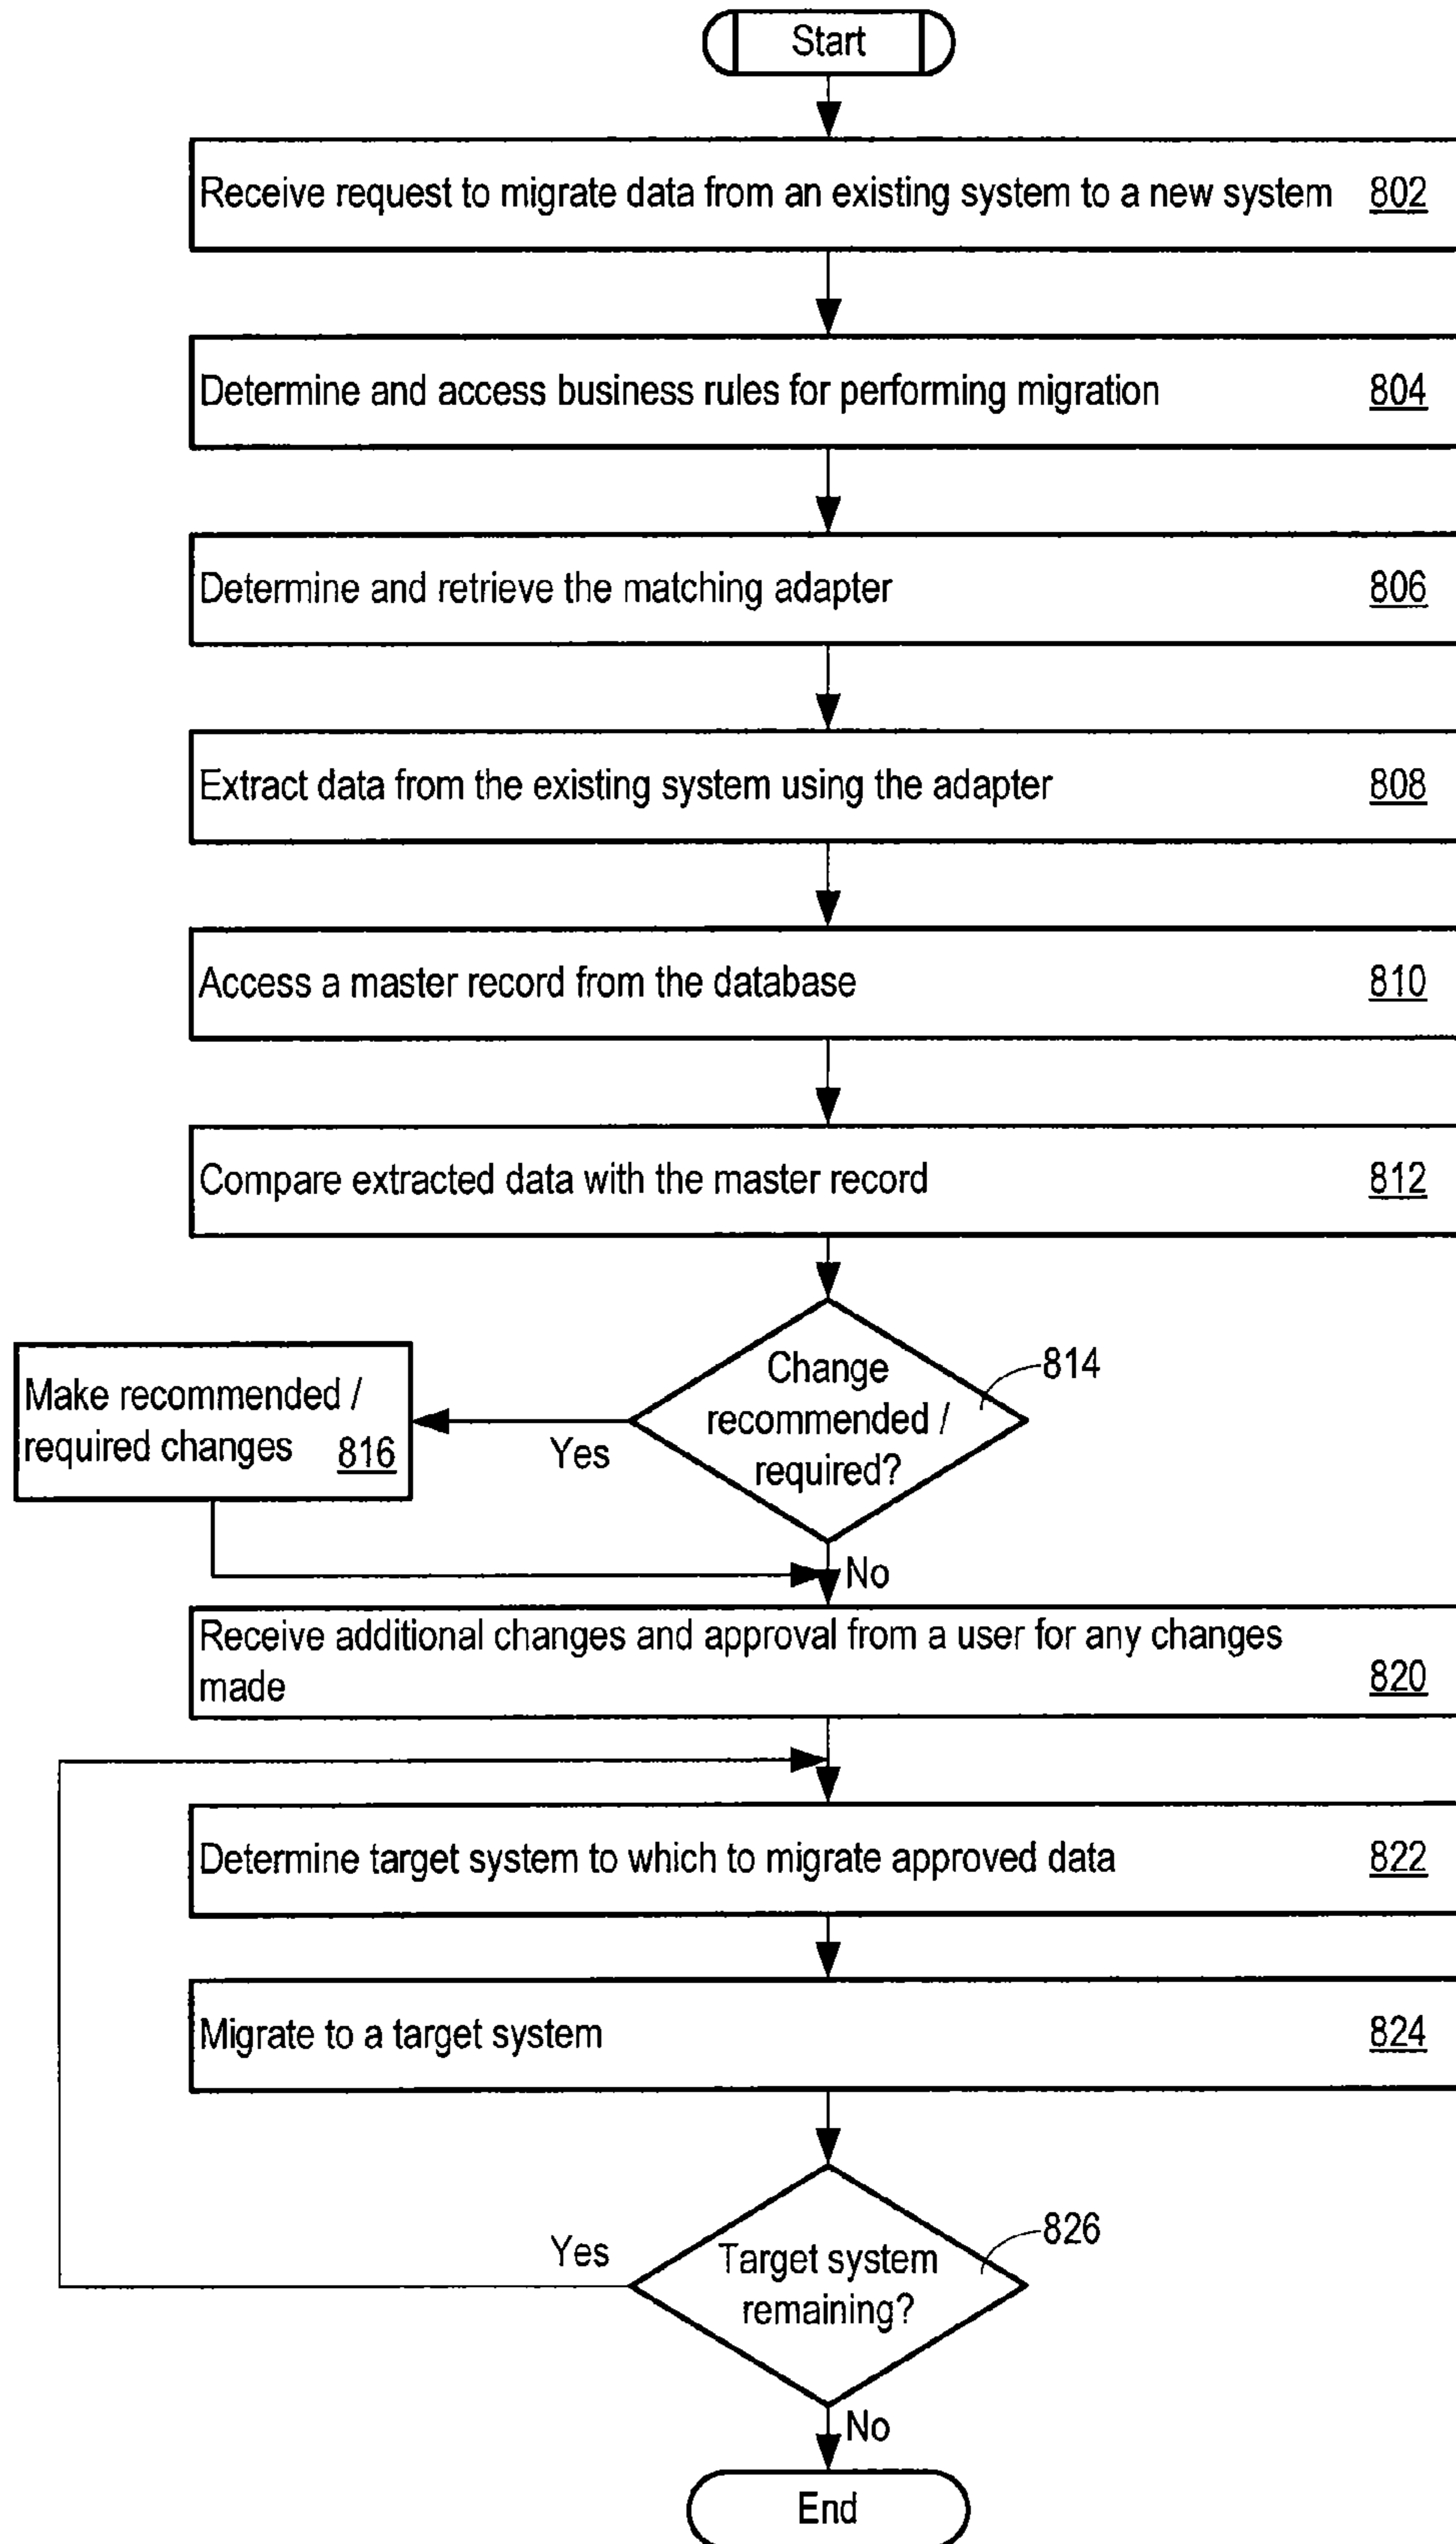 Start
Receive request to migrate data from an existing system to a new system 802
Determine and access business rules for performing migration 804
Determine and retrieve the matching adapter 806
Extract data from the existing system using the adapter 808
Access a master record from the database 810
Compare extracted data with the master record 812
Change
recommended /
required?
814
Yes
Make recommended /
required changes 816
No
Receive additional changes and approval from a user for any changes
made 820
Determine target system to which to migrate approved data 822
Migrate to a target system 824
Target system
remaining?
826
Yes
No
End